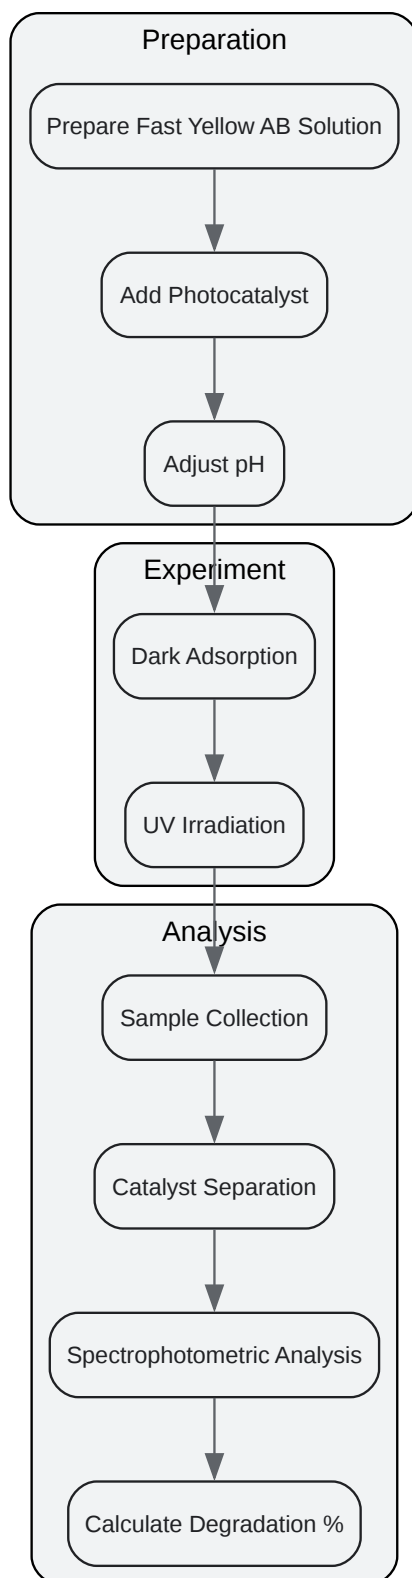 Preparation
Prepare Fast Yellow AB Solution
Add Photocatalyst
Adjust pH
Experiment
Dark Adsorption
UV Irradiation
Analysis
Sample Collection
Catalyst Separation
Spectrophotometric Analysis
Calculate Degradation %